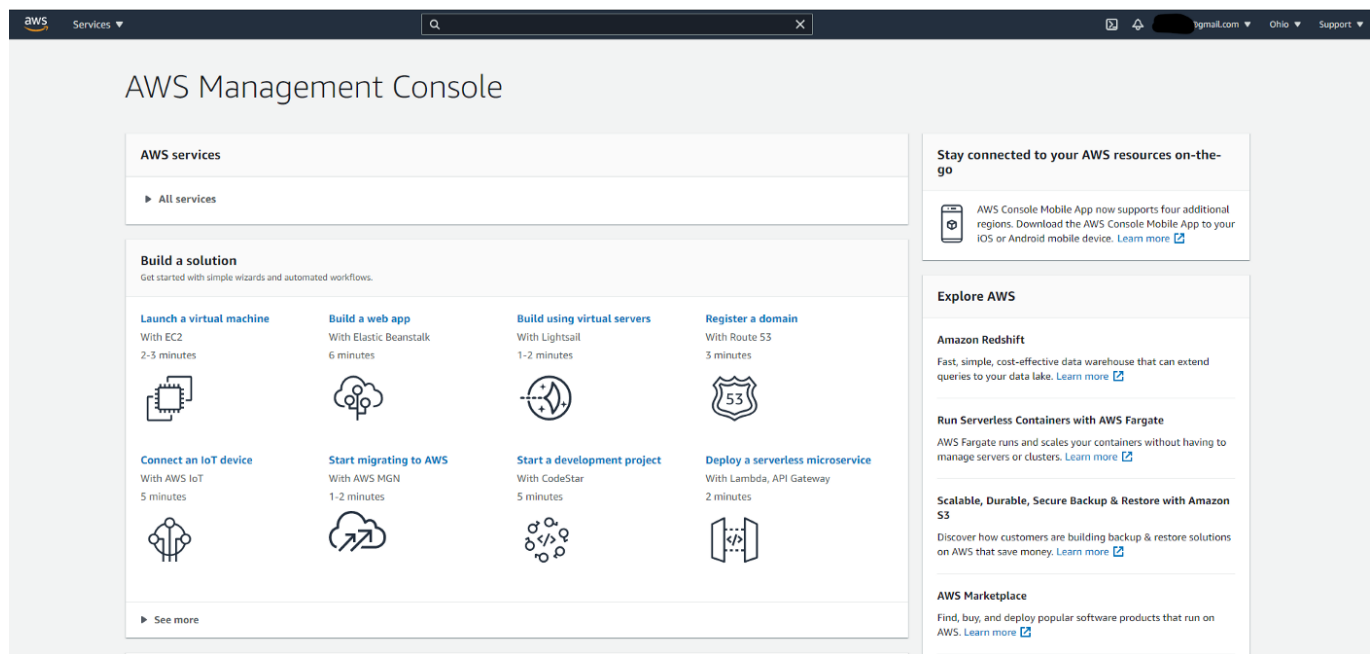 aws
Services ▼
@gmail.com ▼
Ohio ▼
Support ▼
AWS Management Console
AWS services
All services
Build a solution
Get started with simple wizards and automated workflows.
Launch a virtual machine
With EC2
2-3 minutes
Build a web app
With Elastic Beanstalk
6 minutes
Build using virtual servers
With Lightsail
1-2 minutes
Register a domain
With Route 53
3 minutes
53
Connect an IoT device
With AWS IoT
5 minutes
Start migrating to AWS
With AWS MGN
1-2 minutes
Start a development project
With CodeStar
5 minutes
</>
Deploy a serverless microservice
With Lambda, API Gateway
2 minutes
</>
See more
Stay connected to your AWS resources on-the-
go
AWS Console Mobile App now supports four additional
regions. Download the AWS Console Mobile App to your
iOS or Android mobile device. Learn more
Explore AWS
Amazon Redshift
Fast, simple, cost-effective data warehouse that can extend
queries to your data lake. Learn more
Run Serverless Containers with AWS Fargate
AWS Fargate runs and scales your containers without having to
manage servers or clusters. Learn more
Scalable, Durable, Secure Backup & Restore with Amazon
S3
Discover how customers are building backup & restore solutions
on AWS that save money. Learn more
AWS Marketplace
Find, buy, and deploy popular software products that run on
AWS. Learn more